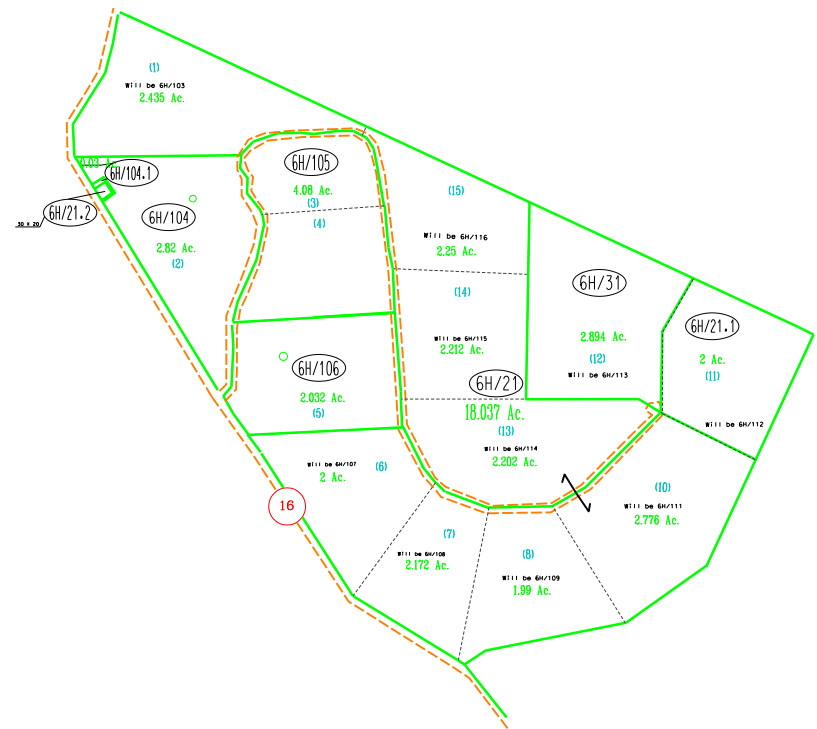 (1)
Will be 6H/103
2.435 Ac.
0.03 Ac.
6H/104.1
6H/105
4.08 Ac.
(3)
(4)
(15)
6H/21.2
30 X 20
6H/104
2.82 Ac.
(2)
Will be 6H/116
2.25 Ac.
(14)
6H/31
6H/21.1
Will be 6H/115
2.212 Ac.
2.894 Ac.
(12)
Will be 6H/113
2 Ac.
(11)
6H/106
2.032 Ac.
(5)
6H/21
18.037 Ac.
(13)
Will be 6H/114
2.202 Ac.
Will be 6H/112
Will be 6H/107
2 Ac.
(6)
16
(10)
Will be 6H/111
2.776 Ac.
(7)
Will be 6H/108
2.172 Ac.
(8)
Will be 6H/109
1.99 Ac.